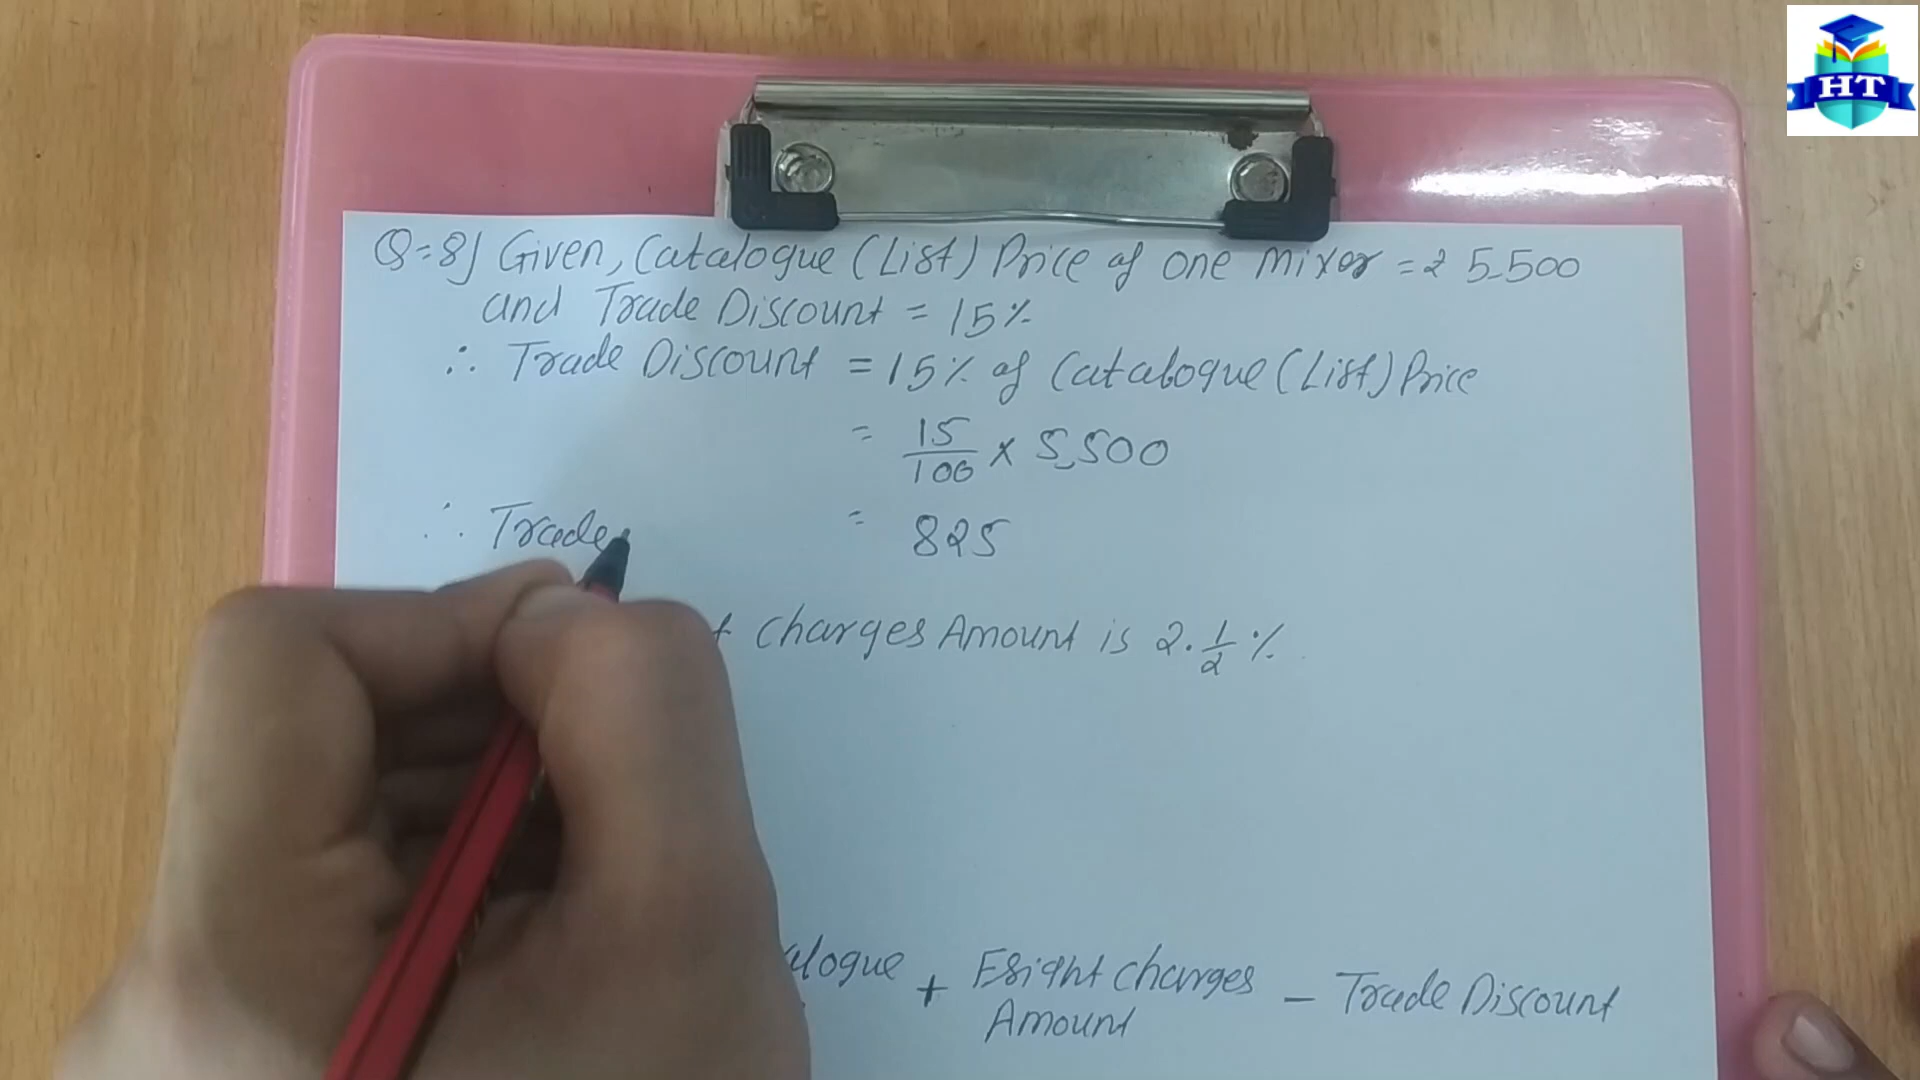 HT
Q=8] Given, Catalogue (List) Price of one mixer = ₹ 5,500
and Trade Discount = 15%
∴ Trade Discount = 15% of Catalogue (List) Price
= 15/100 × 5,500
∴ Trade = 825
charges Amount is 2.1/2 %.
alogue + Fright charges Amount - Trade Discount